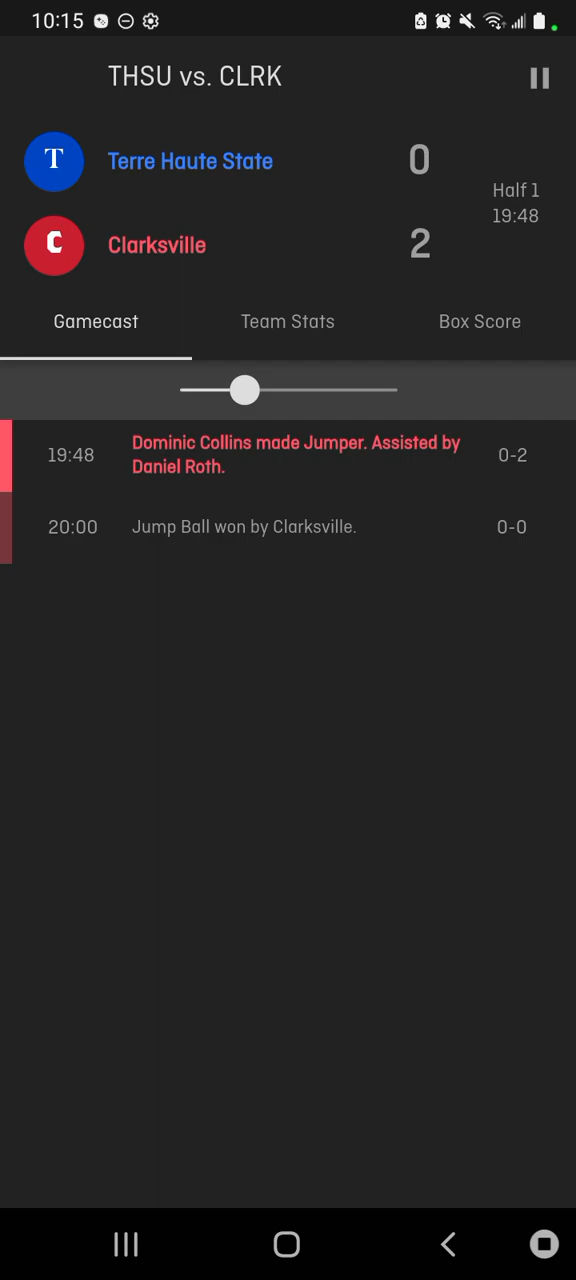 10:15
THSU vs. CLRK
T
Terre Haute State
0
Half 1
19:48
C
Clarksville
2
Gamecast
Team Stats
Box Score
19:48
Dominic Collins made Jumper. Assisted by
Daniel Roth.
0-2
20:00
Jump Ball won by Clarksville.
0-0